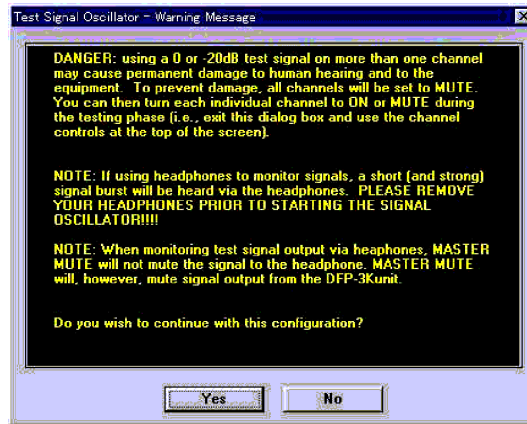 Test Signal Oscillator - Warning Message
DANGER: using a 0 or -20dB test signal on more than one channel
may cause permanent damage to human hearing and to the
equipment. To prevent damage, all channels will be set to MUTE.
You can then turn each individual channel to ON or MUTE during
the testing phase (i.e., exit this dialog box and use the channel
controls at the top of the screen).
NOTE: If using headphones to monitor signals, a short (and strong)
signal burst will be heard via the headphones. PLEASE REMOVE
YOUR HEADPHONES PRIOR TO STARTING THE SIGNAL
OSCILLATOR!!!!
NOTE: When monitoring test signal output via heaphones, MASTER
MUTE will not mute the signal to the headphone. MASTER MUTE
will, however, mute signal output from the DFP-3Kunit.
Do you wish to continue with this configuration?
Yes
No